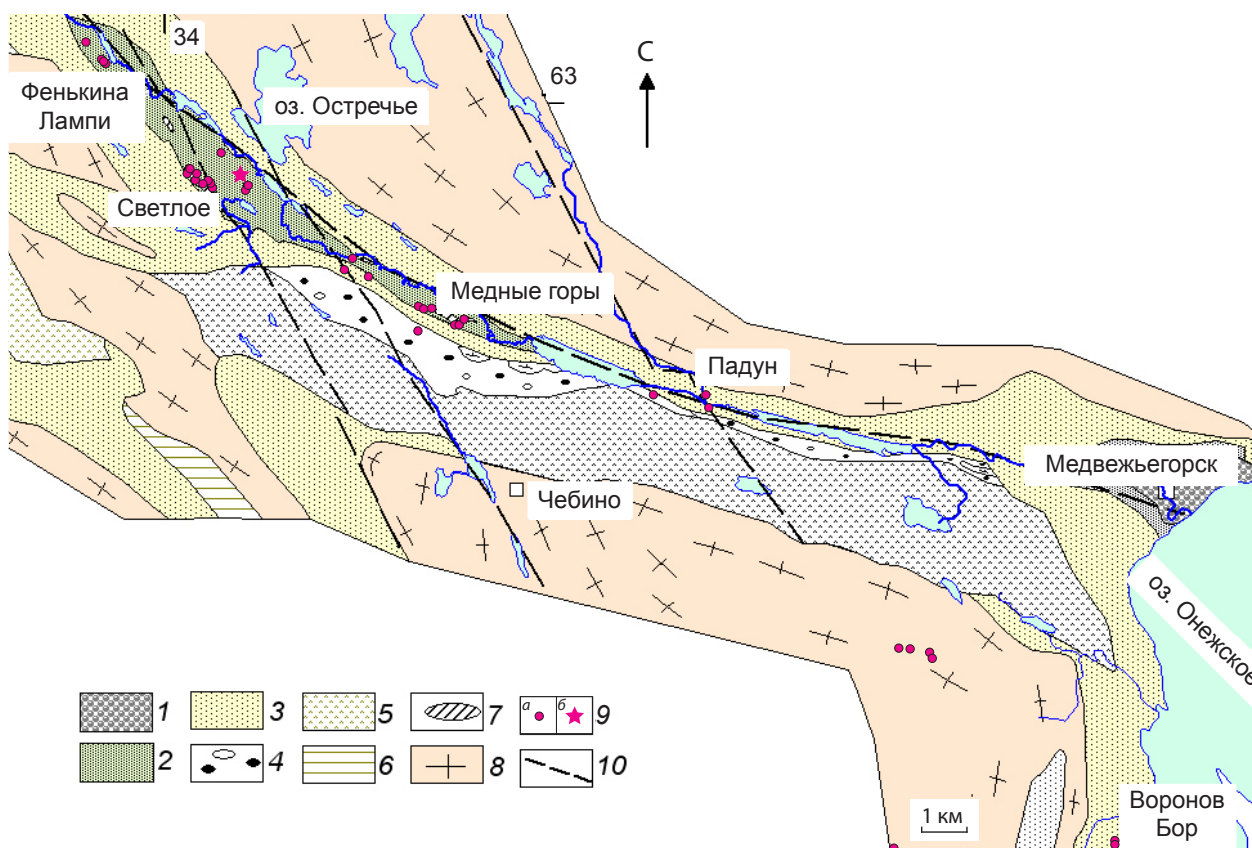 34
С
63
Фенькина
Лампи
оз. Остречье
Светлое
Медные горы
Падун
Медвежьегорск
Чебино
оз. Онежское
1
3
5
7
а
б
9
2
4
6
8
10
1 км
Воронов
Бор